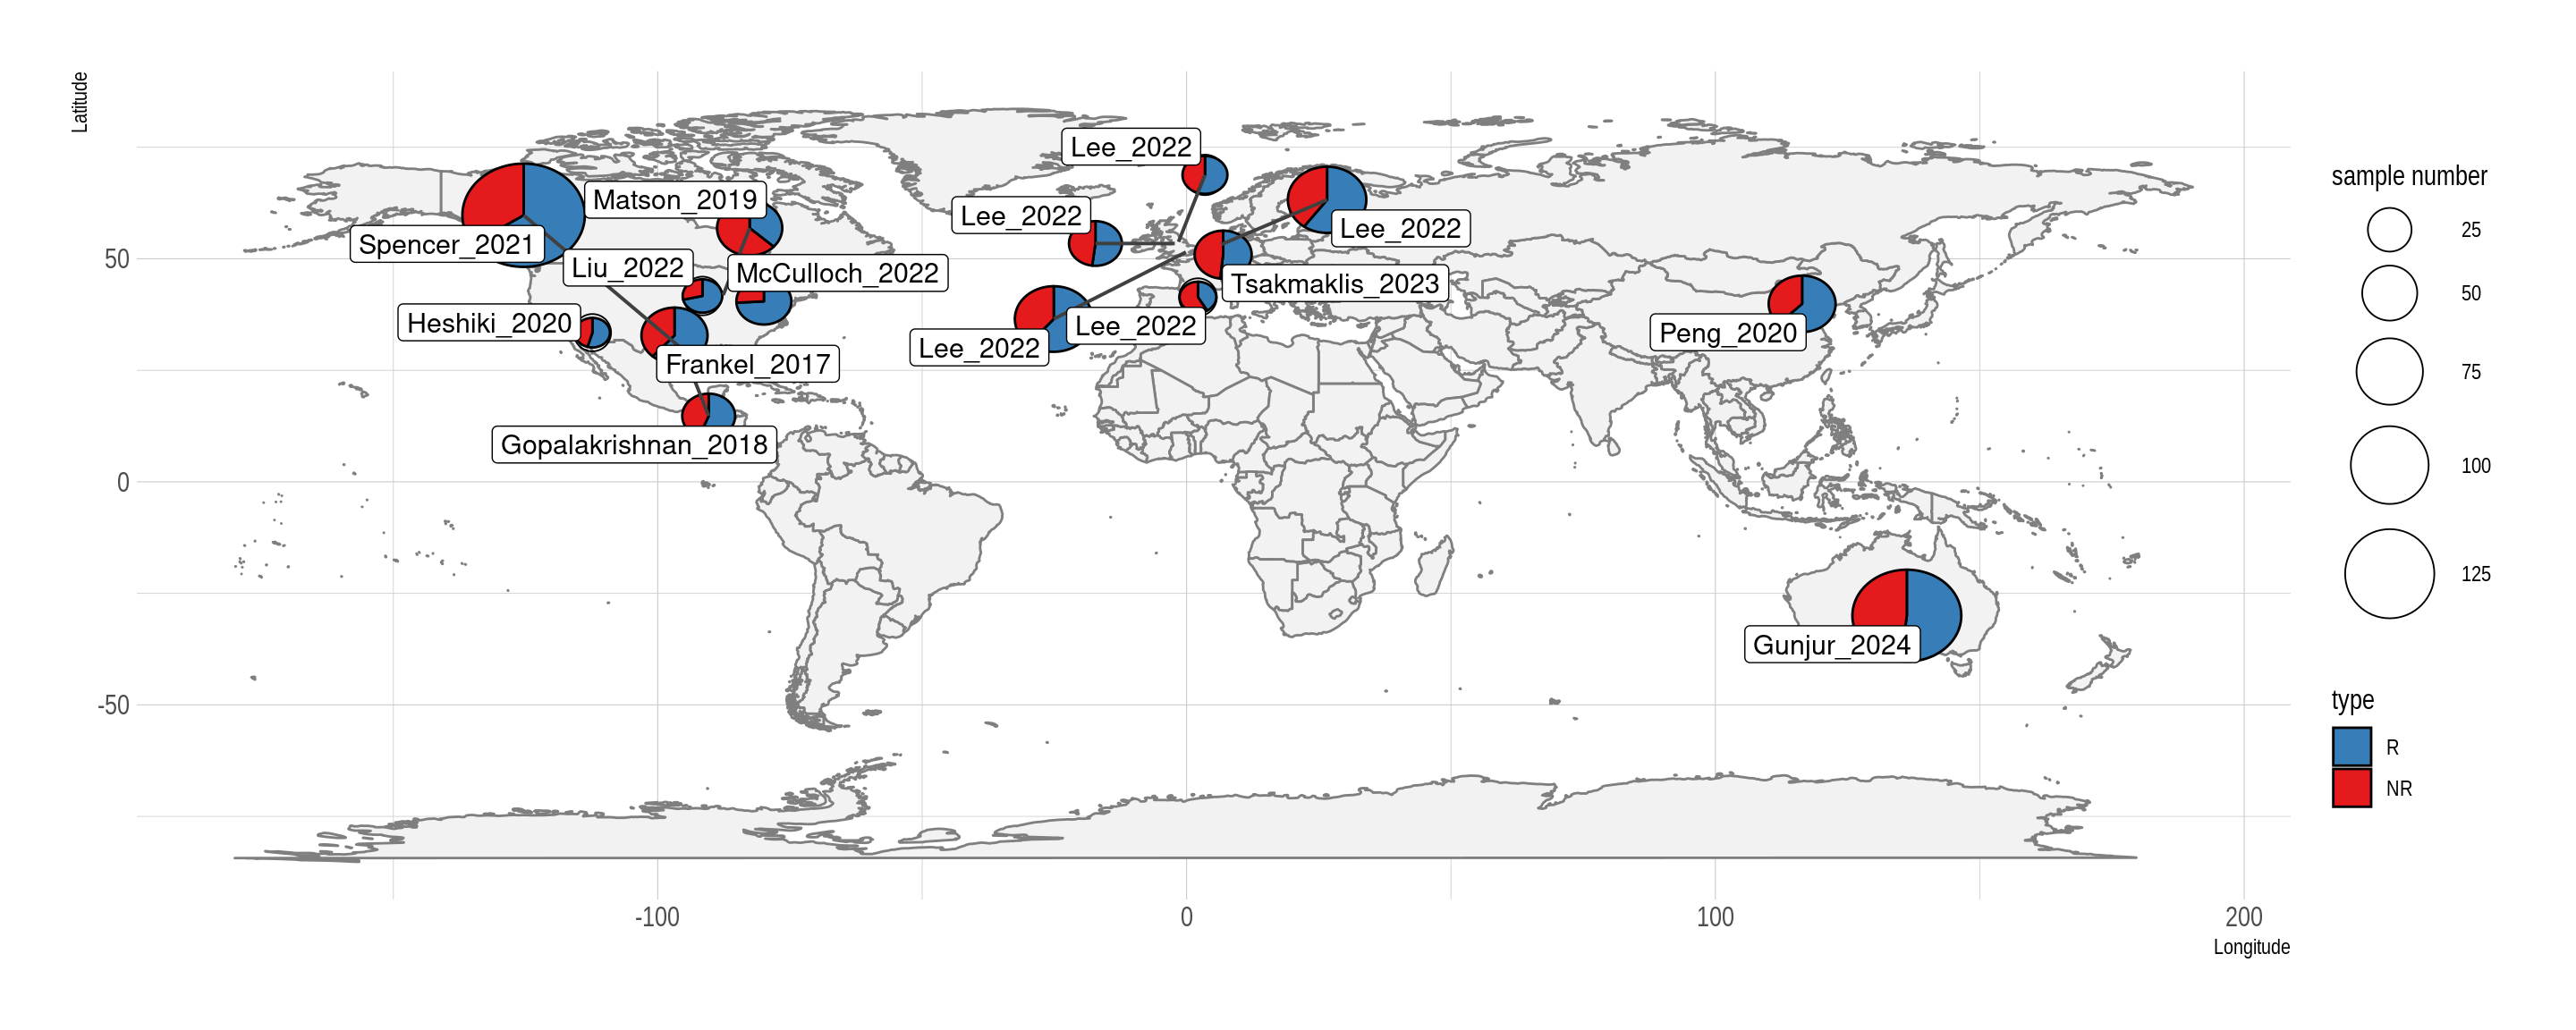 Latitude
50
0
-50
-100
0
100
200
Longitude
Lee_2022
Matson_2019
Lee_2022
Lee_2022
Spencer_2021
Liu_2022
McCulloch_2022
Tsakmaklis_2023
Heshiki_2020
Lee_2022
Lee_2022
Peng_2020
Frankel_2017
Gopalakrishnan_2018
Gunjur_2024
sample number
25
50
75
100
125
type
R
NR